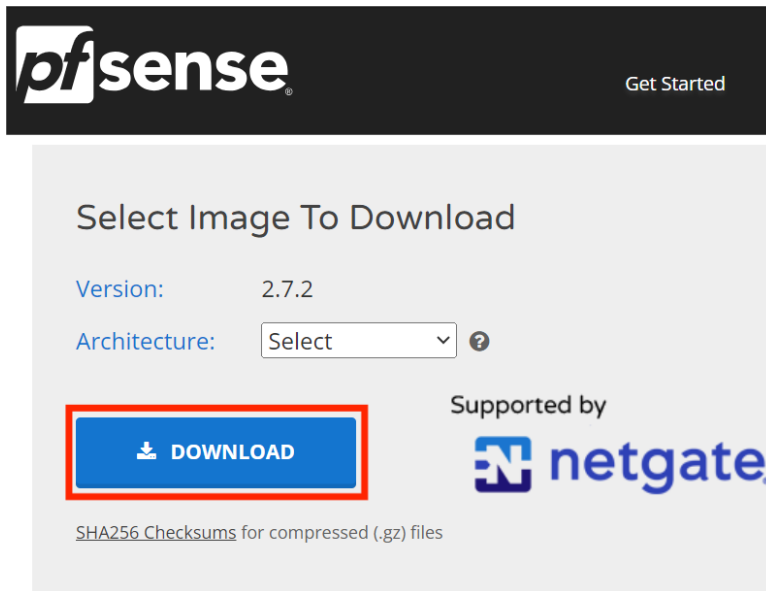 pfsense®
Get Started
Select Image To Download
Version: 2.7.2
Architecture: Select
Supported by
DOWNLOAD
netgate
SHA256 Checksums for compressed (.gz) files